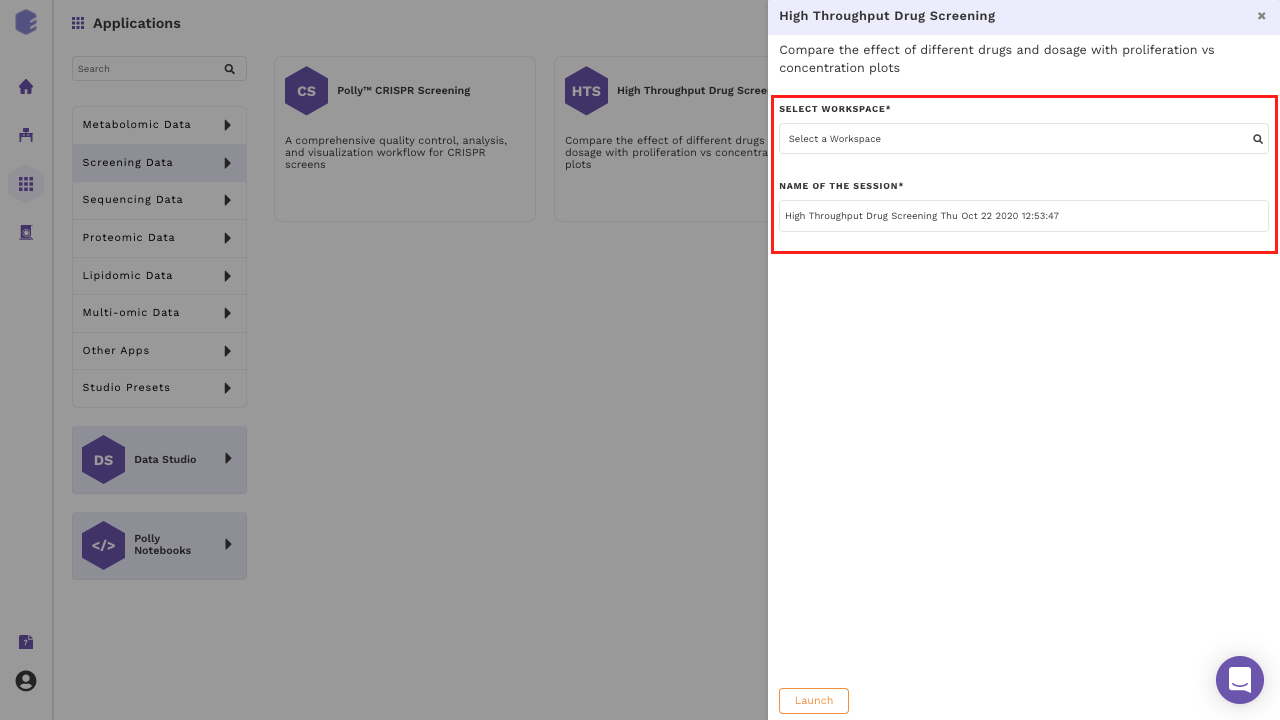 Applications
Search
Metabolomic Data
Screening Data
Sequencing Data
Proteomic Data
Lipidomic Data
Multi-omic Data
Other Apps
Studio Presets
DS
Data Studio
</>
Polly
Notebooks
CS
Polly™ CRISPR Screening
A comprehensive quality control, analysis,
and visualization workflow for CRISPR
screens
HTS
High Throughput Drug Scree
Compare the effect of different drugs
dosage with proliferation vs concentra
plots
High Throughput Drug Screening
Compare the effect of different drugs and dosage with proliferation vs
concentration plots
SELECT WORKSPACE*
Select a Workspace
NAME OF THE SESSION*
High Throughput Drug Screening Thu Oct 22 2020 12:53:47
Launch